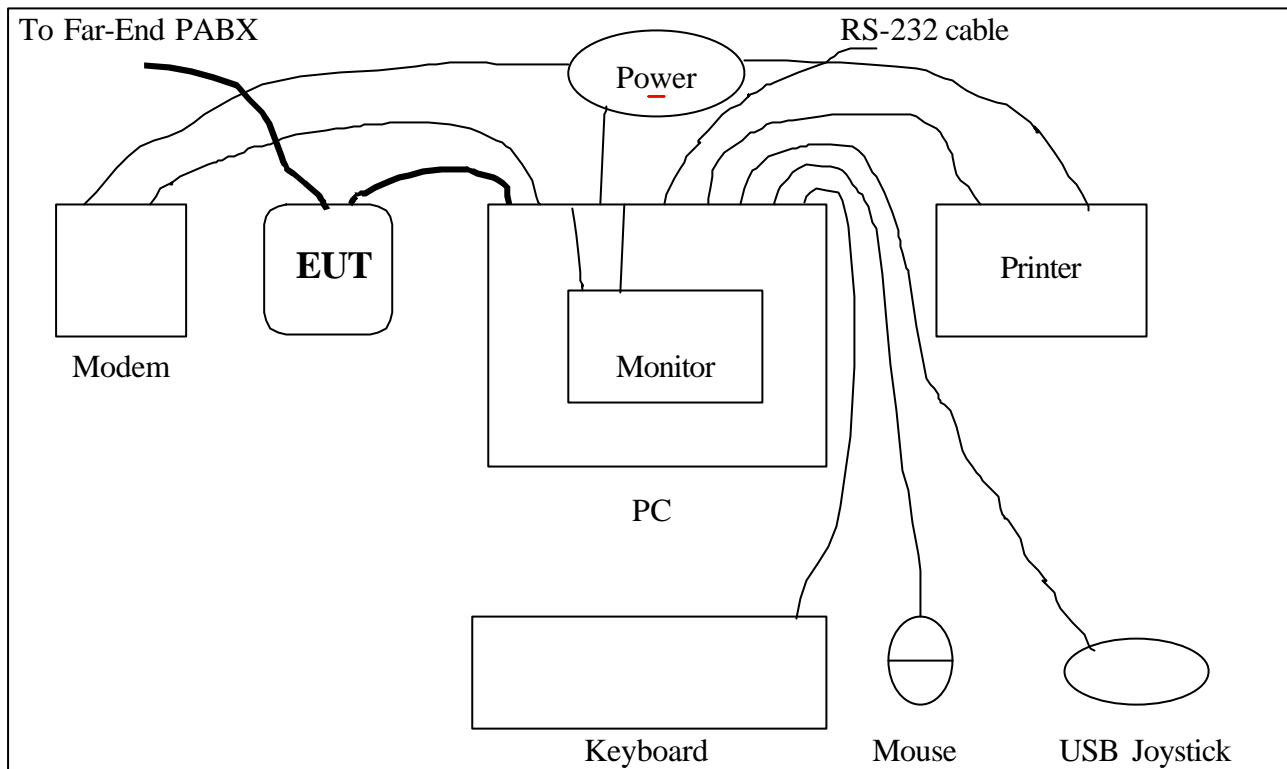 To Far-End PABX
RS-232 cable
Power
EUT
Printer
Modem
Monitor
PC
Keyboard
Mouse
USB Joystick